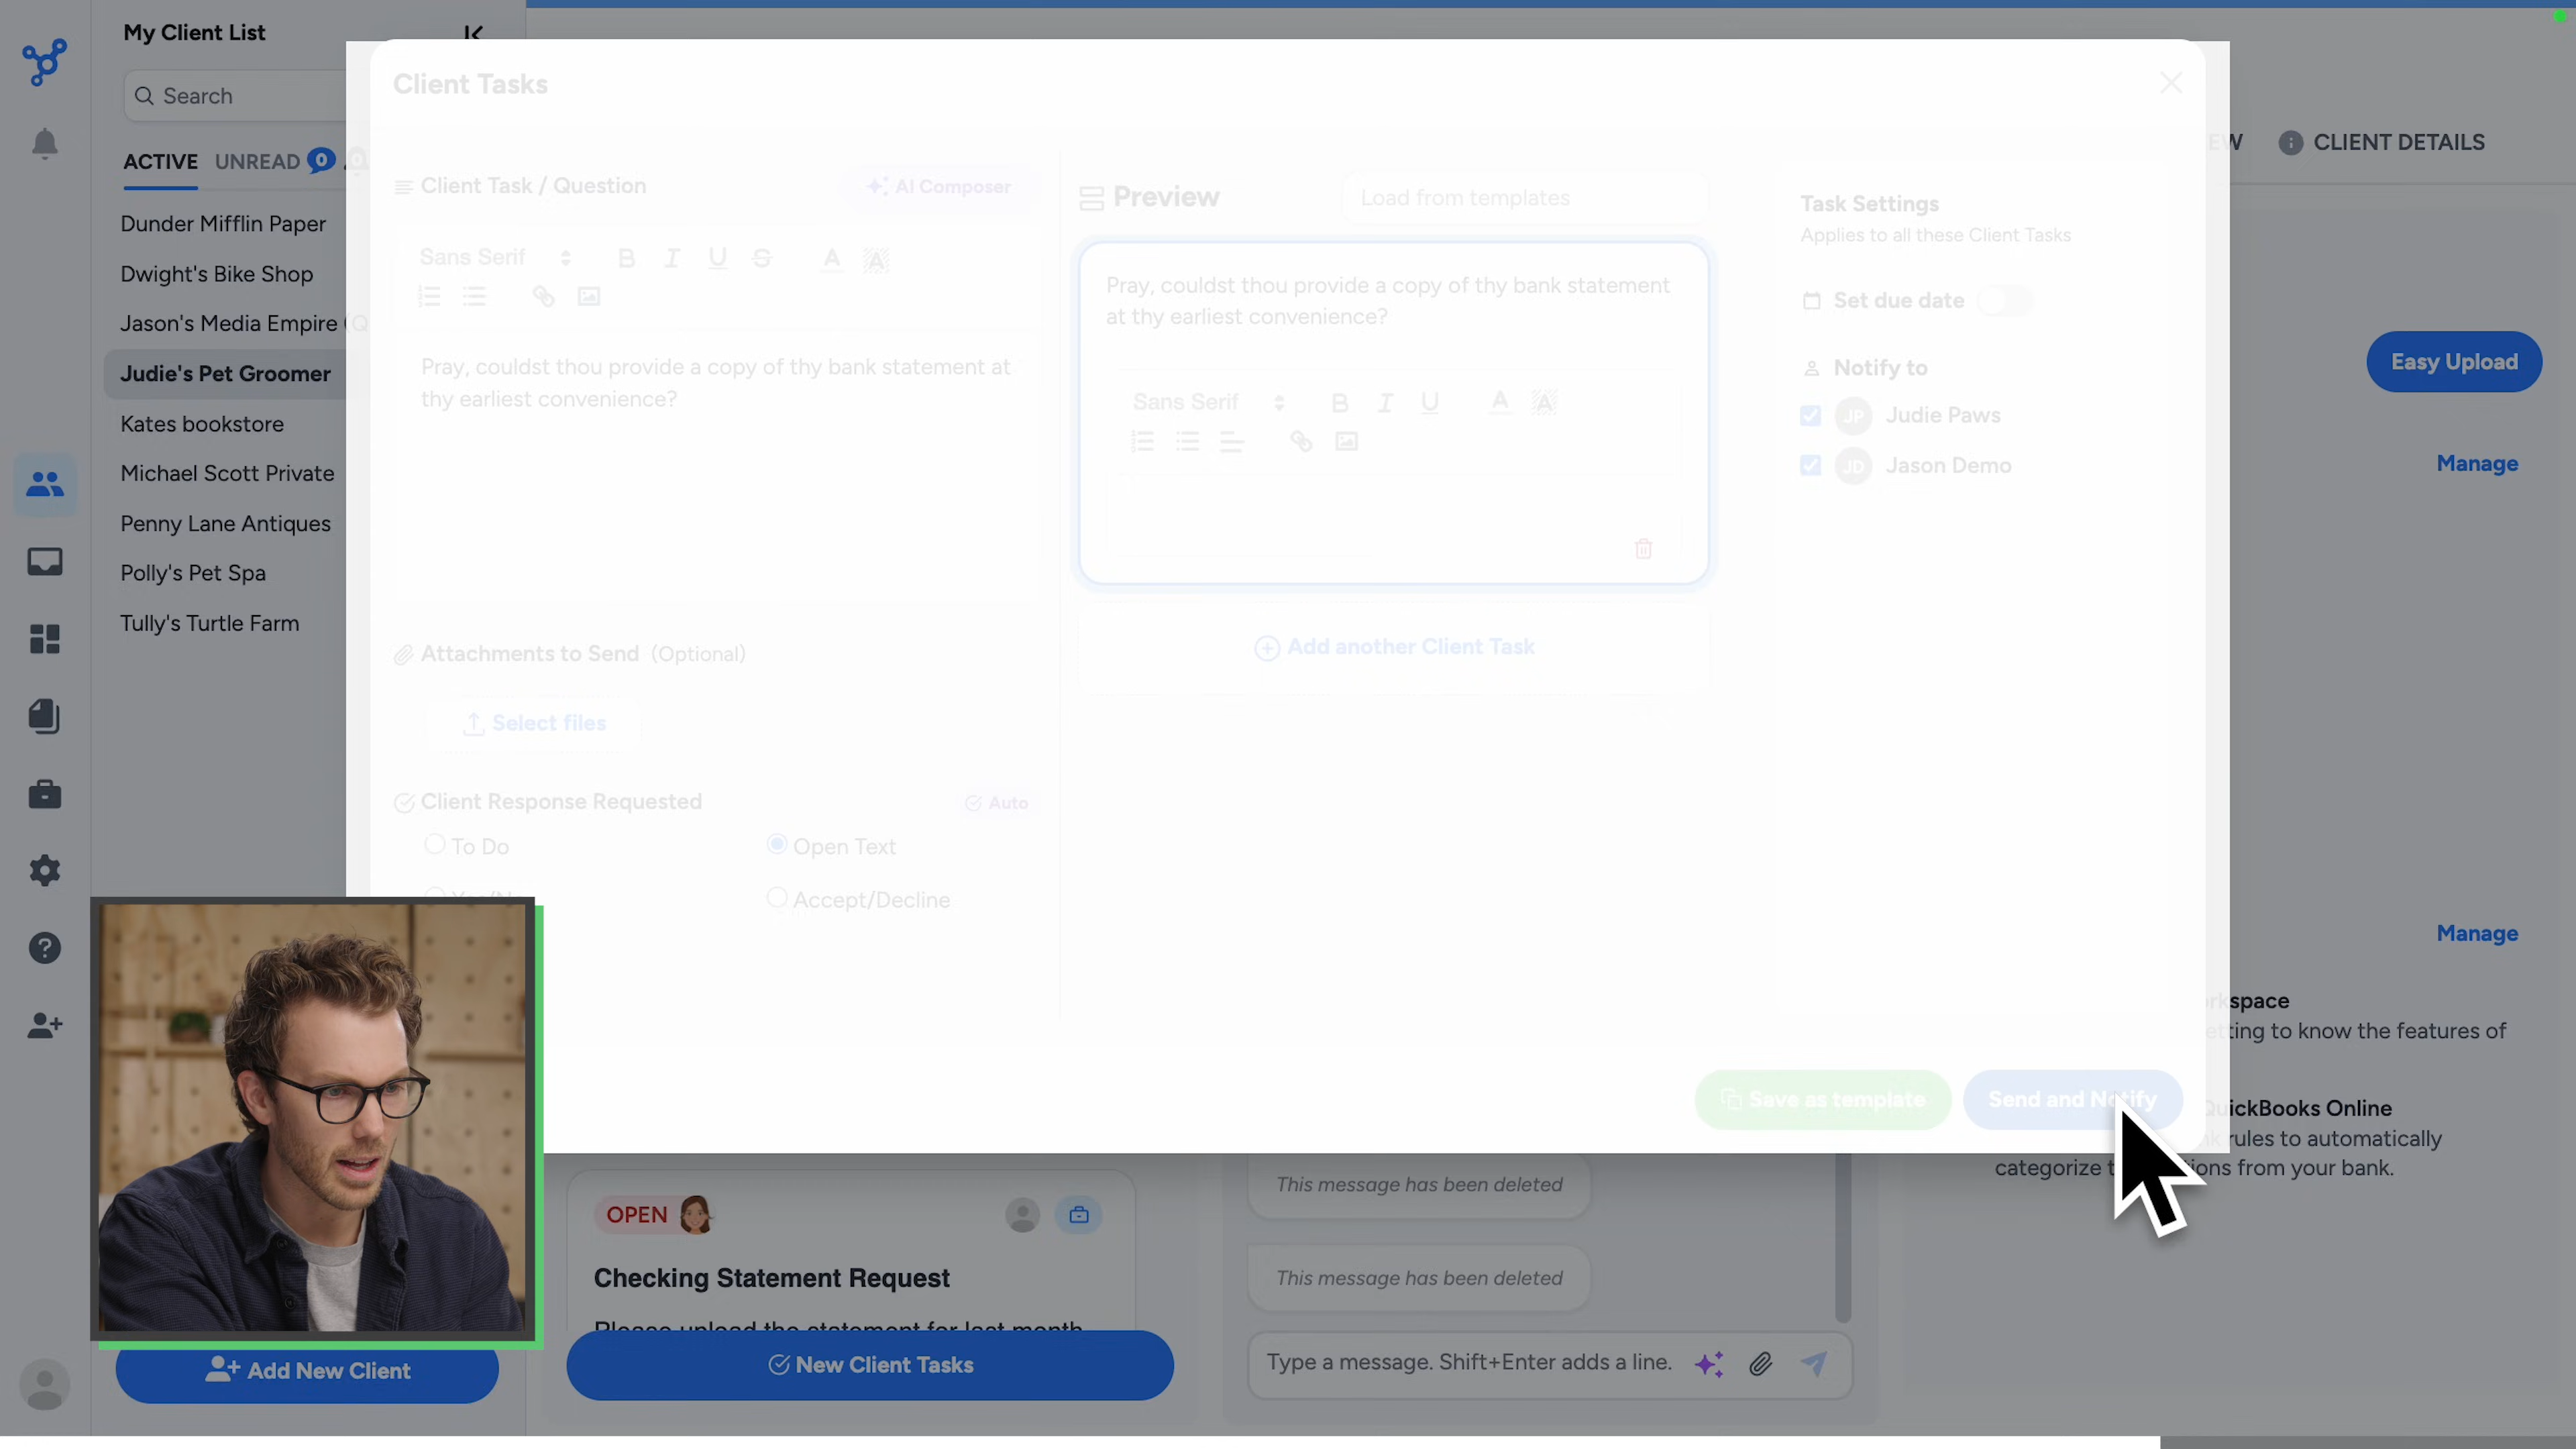 My Client List
Search
ACTIVE UNREAD 0
Dunder Mifflin Paper
Dwight's Bike Shop
Jason's Media Empire (Q
Judie's Pet Groomer
Kates bookstore
Michael Scott Private
Penny Lane Antiques
Polly's Pet Spa
Tully's Turtle Farm
Add New Client
Client Tasks
Client Task / Question
AI Composer
Sans Serif
Pray, couldst thou provide a copy of thy bank statement at
thy earliest convenience?
Attachments to Send (Optional)
Select files
Client Response Requested
Auto
To Do
Open Text
Accept/Decline
Preview
Load from templates
Pray, couldst thou provide a copy of thy bank statement
at thy earliest convenience?
Sans Serif
Add another Client Task
Task Settings
Applies to all these Client Tasks
Set due date
Notify to
JP Judie Paws
JD Jason Demo
Save as template
Send and Notify
CLIENT DETAILS
Easy Upload
Manage
Manage
to know the features of
QuickBooks Online
rules to automatically
categorize
from your bank.
OPEN
Checking Statement Request
Please upload the statement for last month
New Client Tasks
This message has been deleted
This message has been deleted
Type a message. Shift+Enter adds a line.